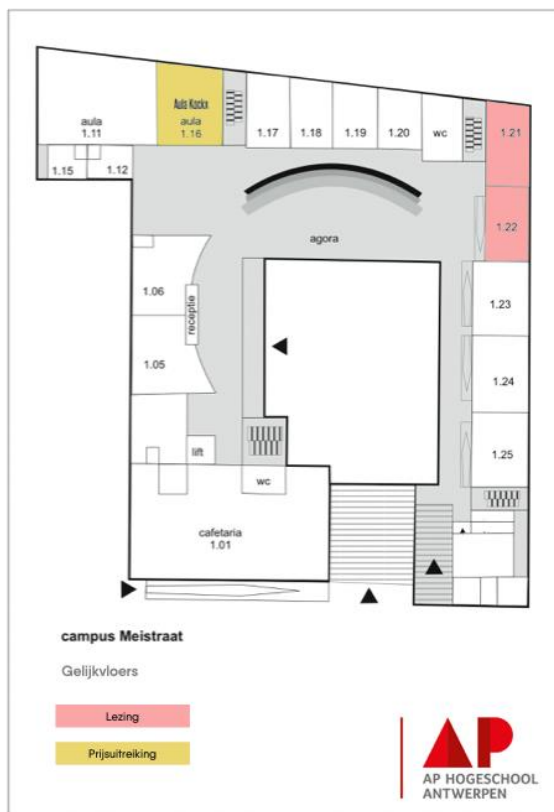 Aula Kockx
aula
1.11
aula
1.16
1.17
1.18
1.19
1.20
wc
1.21
1.15
1.12
1.22
agora
1.06
receptie
1.23
1.05
1.24
1.25
lift
wc
cafetaria
1.01
campus Meistraat
Gelijkvloers
Lezing
Prijsuitreiking
AP
AP HOGESCHOOL
ANTWERPEN